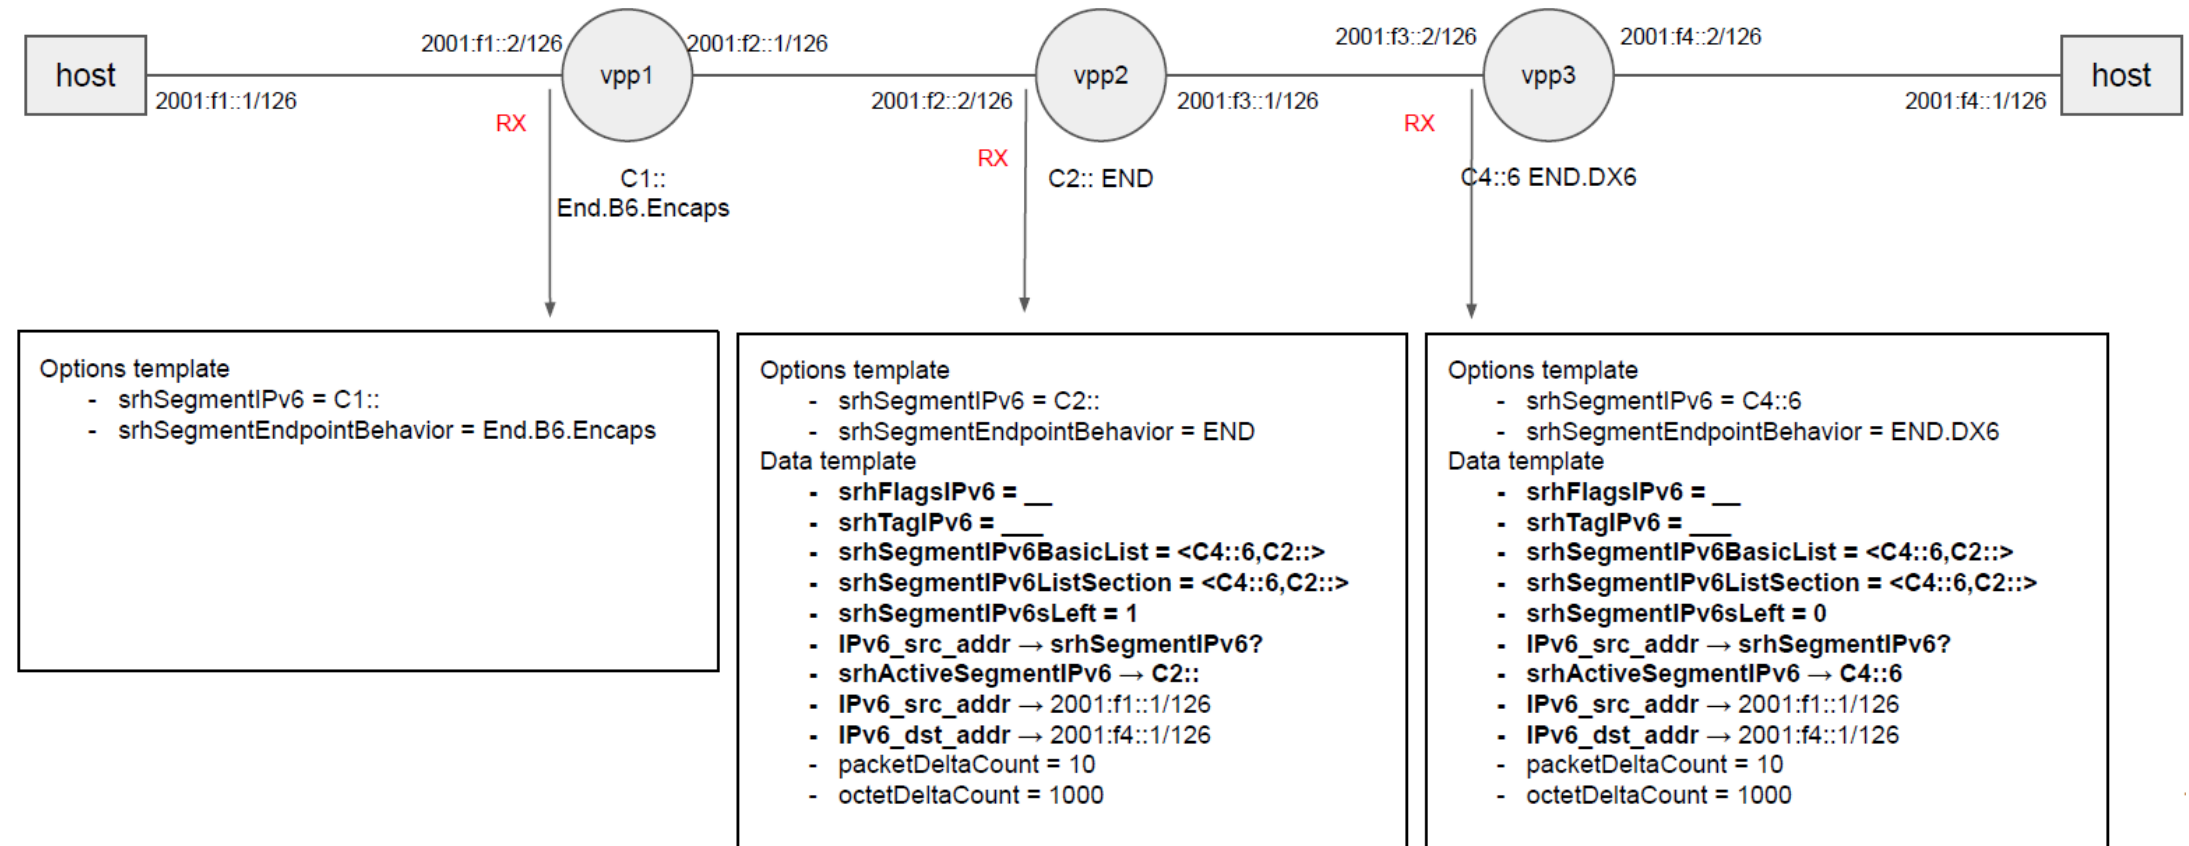 2001:f1::2/126
2001:f2::1/126
2001:f3::2/126
2001:f4::2/126
host
vpp1
vpp2
vpp3
host
2001:f1::1/126
2001:f2::2/126
2001:f3::1/126
2001:f4::1/126
RX
RX
RX
C1::
End.B6.Encaps
C2:: END
C4::6 END.DX6
Options template
- srhSegmentIPv6 = C1::
- srhSegmentEndpointBehavior = End.B6.Encaps
Options template
- srhSegmentIPv6 = C2::
- srhSegmentEndpointBehavior = END
Data template
- srhFlagsIPv6 = __
- srhTagIPv6 = ___
- srhSegmentIPv6BasicList = <C4::6,C2::>
- srhSegmentIPv6ListSection = <C4::6,C2::>
- srhSegmentIPv6sLeft = 1
- IPv6_src_addr → srhSegmentIPv6?
- srhActiveSegmentIPv6 → C2::
- IPv6_src_addr → 2001:f1::1/126
- IPv6_dst_addr → 2001:f4::1/126
- packetDeltaCount = 10
- octetDeltaCount = 1000
Options template
- srhSegmentIPv6 = C4::6
- srhSegmentEndpointBehavior = END.DX6
Data template
- srhFlagsIPv6 = __
- srhTagIPv6 = ___
- srhSegmentIPv6BasicList = <C4::6,C2::>
- srhSegmentIPv6ListSection = <C4::6,C2::>
- srhSegmentIPv6sLeft = 0
- IPv6_src_addr → srhSegmentIPv6?
- srhActiveSegmentIPv6 → C4::6
- IPv6_src_addr → 2001:f1::1/126
- IPv6_dst_addr → 2001:f4::1/126
- packetDeltaCount = 10
- octetDeltaCount = 1000